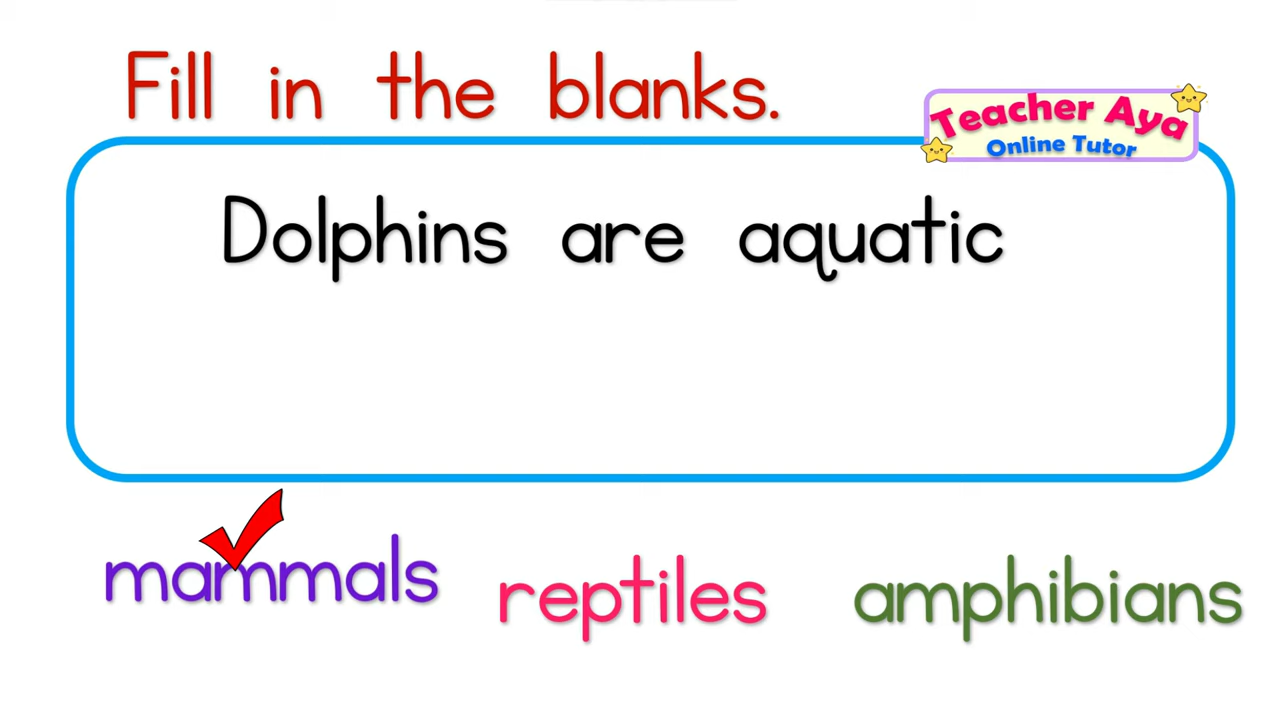 Fill in the blanks.
Teacher Aya
Online Tutor
Dolphins are aquatic
mammals
reptiles
amphibians